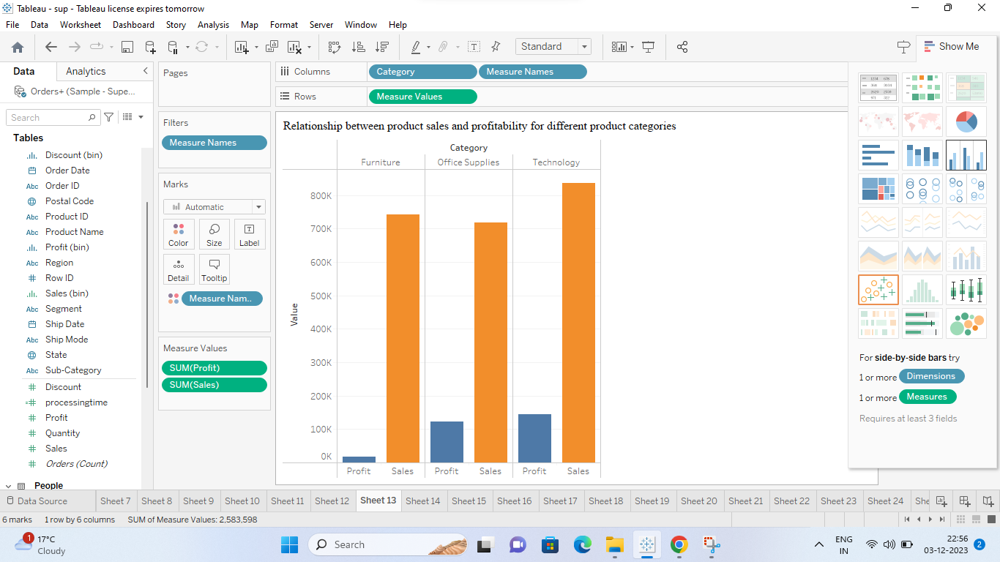 Tableau - sup - Tableau license expires tomorrow
File Data Worksheet Dashboard Story Analysis Map Format Server Window Help
Standard
Show Me
Data Analytics
Orders+ (Sample - Supe...
Search
Tables
Discount (bin)
Order Date
Abc Order ID
Postal Code
Abc Product ID
Abc Product Name
Profit (bin)
Abc Region
Row ID
Sales (bin)
Abc Segment
Ship Date
Abc Ship Mode
State
Abc Sub-Category
Discount
processingtime
Profit
Quantity
Sales
Orders (Count)
People
Pages
Filters
Measure Names
Marks
Automatic
Color Size Label
Detail Tooltip
Measure Nam..
Measure Values
SUM(Profit)
SUM(Sales)
Columns Category Measure Names
Rows Measure Values
Relationship between product sales and profitability for different product categories
Category
Furniture Office Supplies Technology
800K
700K
600K
500K
400K
300K
200K
100K
0K
Value
Profit Sales Profit Sales Profit Sales
For side-by-side bars try
1 or more Dimensions
1 or more Measures
Requires at least 3 fields
Data Source Sheet 7 Sheet 8 Sheet 9 Sheet 10 Sheet 11 Sheet 12 Sheet 13 Sheet 14 Sheet 15 Sheet 16 Sheet 17 Sheet 18 Sheet 19 Sheet 20 Sheet 21 Sheet 22 Sheet 23 Sheet 24 She
6 marks 1 row by 6 columns SUM of Measure Values: 2,583,598
1
17°C
Cloudy
Search
ENG
IN
22:56
03-12-2023
2